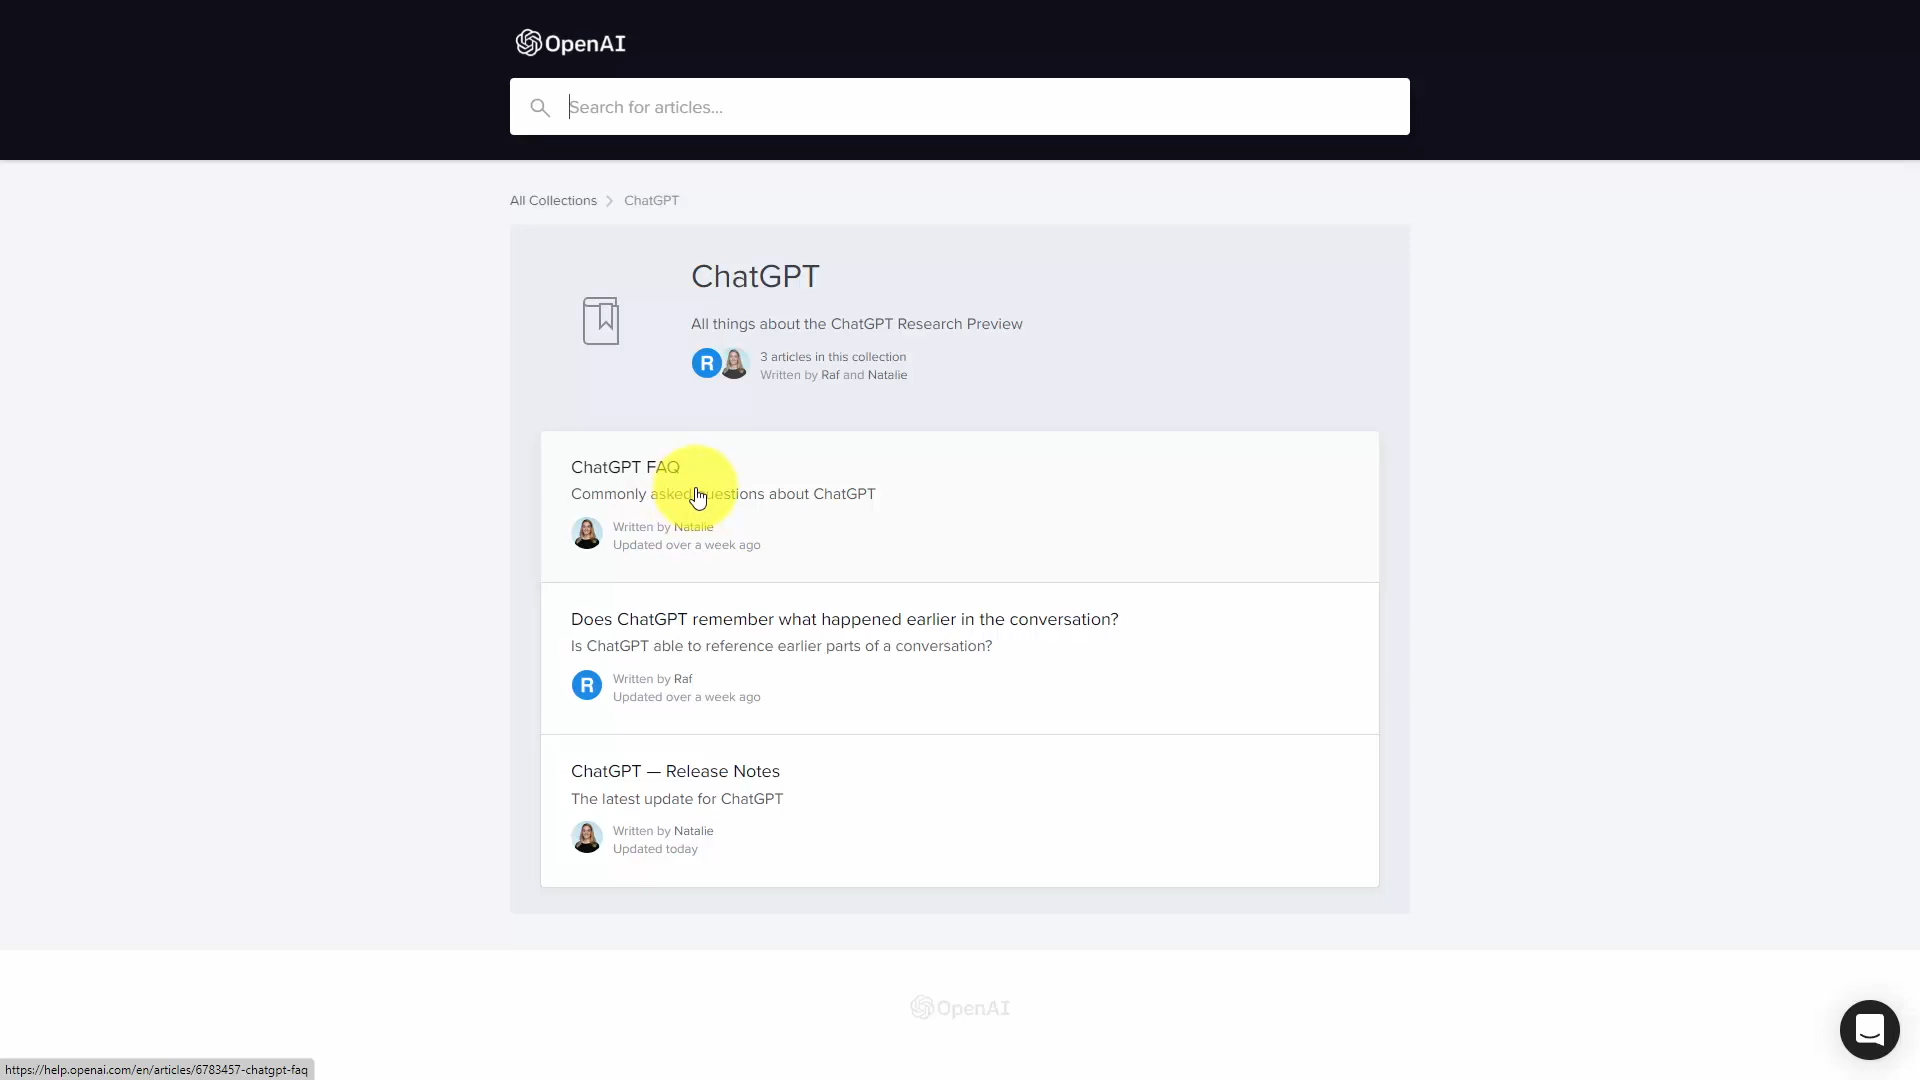 OpenAI
Search for articles...
All Collections
ChatGPT
ChatGPT
All things about the ChatGPT Research Preview
R
3 articles in this collection
Written by Raf and Natalie
ChatGPT FAQ
Commonly asked questions about ChatGPT
Written by Natalie
Updated over a week ago
Does ChatGPT remember what happened earlier in the conversation?
Is ChatGPT able to reference earlier parts of a conversation?
R
Written by Raf
Updated over a week ago
ChatGPT — Release Notes
The latest update for ChatGPT
Written by Natalie
Updated today
OpenAI
https://help.openai.com/en/articles/6783457-chatgpt-faq